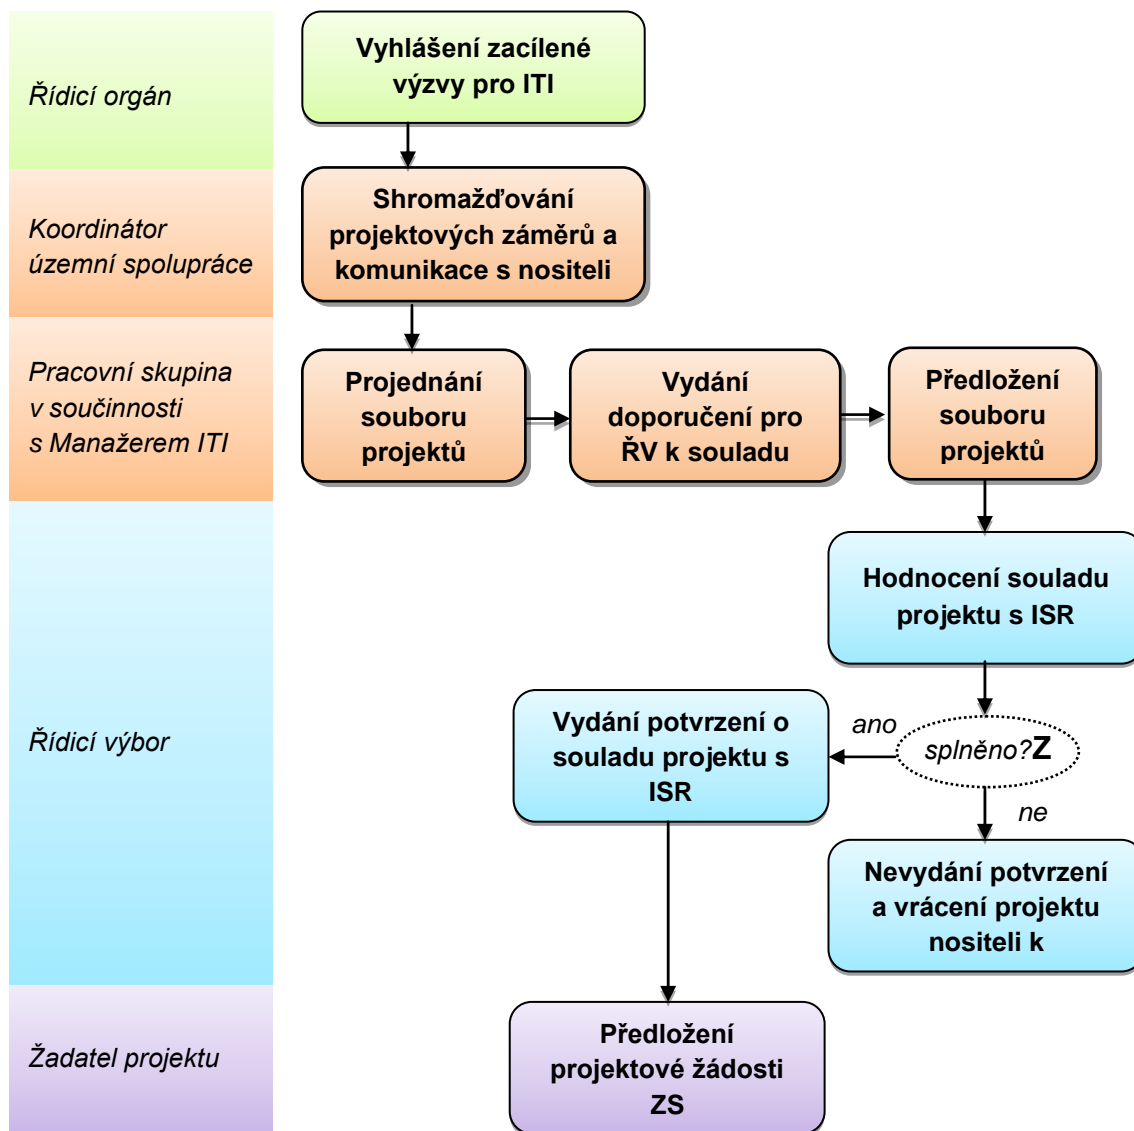 Řídicí orgán
Vyhlášení zacílené
výzvy pro ITI
Koordinátor
územní spolupráce
Shromažďování
projektových záměrů a
komunikace s nositeli
Pracovní skupina
v součinnosti
s Manažerem ITI
Projednání
souboru
projektů
Vydání
doporučení pro
ŘV k souladu
Předložení
souboru
projektů
Řídicí výbor
Hodnocení souladu
projektu s ISR
splněno?Z
ano
Vydání potvrzení o
souladu projektu s
ISR
ne
Nevydání potvrzení
a vrácení projektu
nositeli k
Žadatel projektu
Předložení
projektové žádosti
ZS